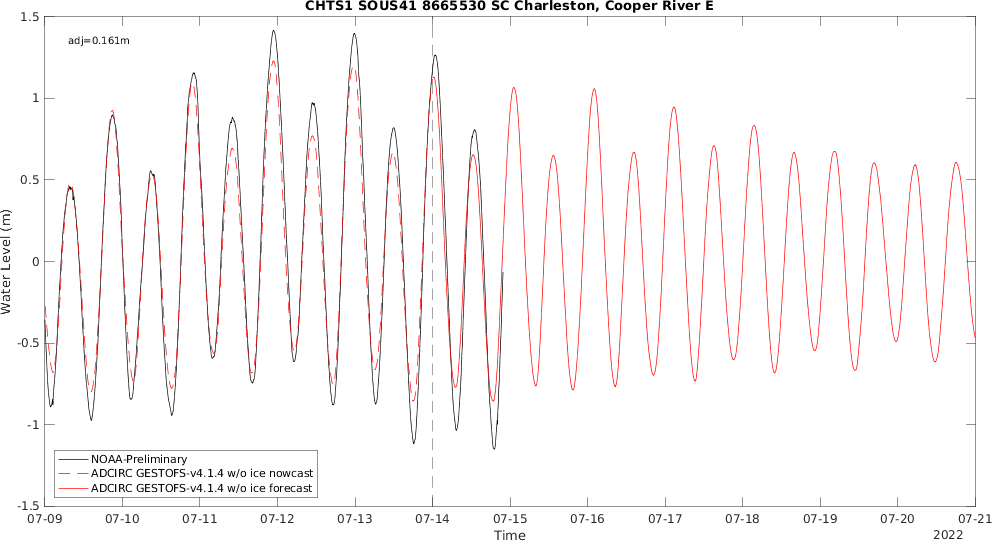 CHTS1 SOUS41 8665530 SC Charleston, Cooper River E
adj=0.161m
1.5
1
0.5
0
-0.5
-1
-1.5
Water Level (m)
NOAA-Preliminary
ADCIRC GESTOFS-v4.1.4 w/o ice nowcast
ADCIRC GESTOFS-v4.1.4 w/o ice forecast
07-09 07-10 07-11 07-12 07-13 07-14 07-15 07-16 07-17 07-18 07-19 07-20 07-21
Time
2022